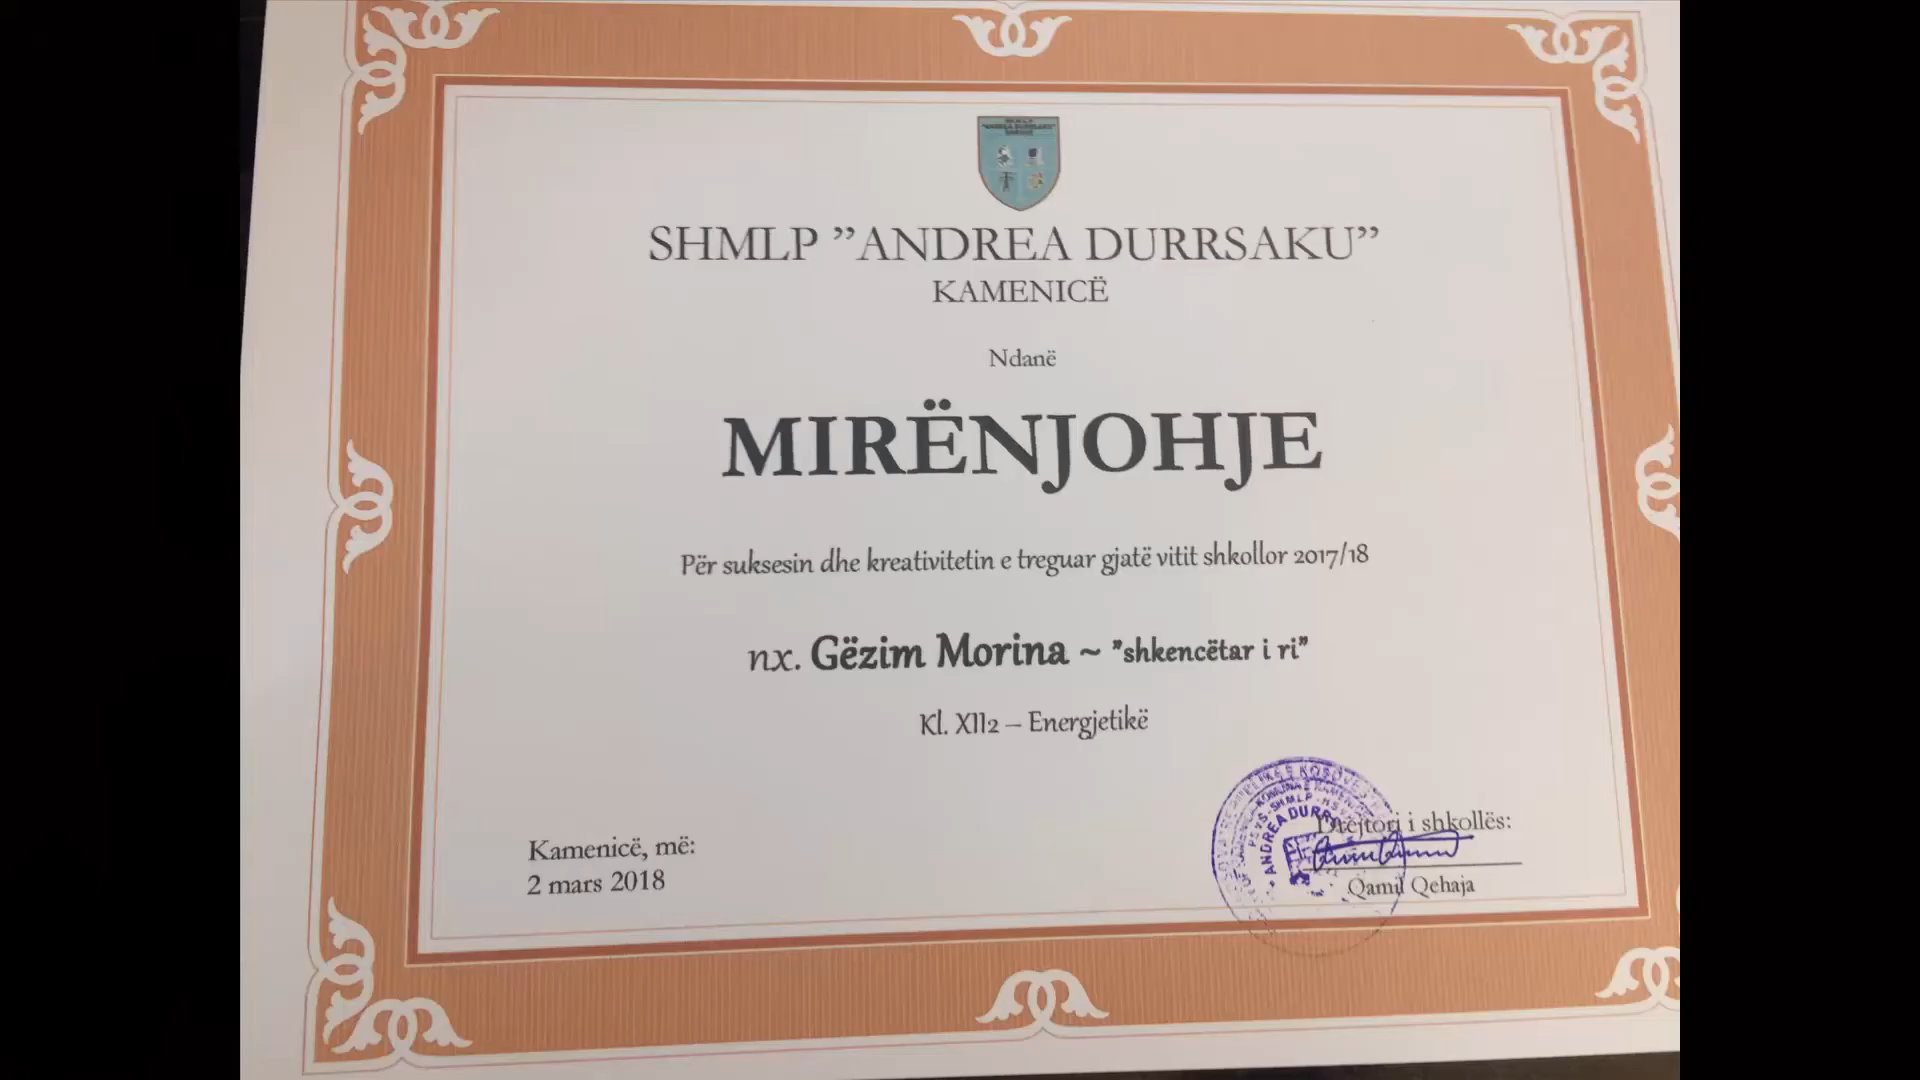 SHMLP ”ANDREA DURRSAKU”
KAMENICË
Ndanë
MIRËNJOHJE
Për suksesin dhe kreativitetin e treguar gjatë vitit shkollor 2017/18
nx. Gëzim Morina ~ ”shkencëtar i ri”
Kl. XII2 – Energjetikë
Kamenicë, më:
2 mars 2018
Drejtori i shkollës:
Qamil Qehaja